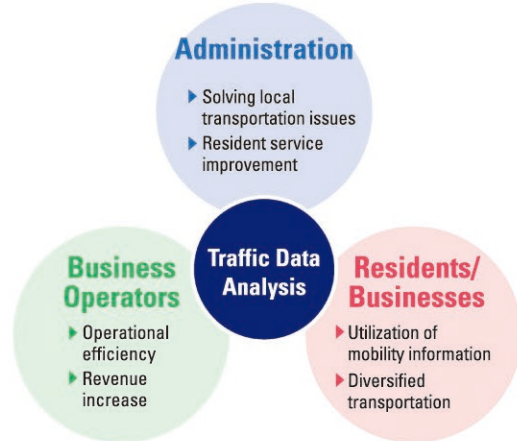 Administration
▶ Solving local
transportation issues
▶ Resident service
improvement
Traffic Data
Analysis
Business
Operators
▶ Operational
efficiency
▶ Revenue
increase
Residents/
Businesses
▶ Utilization of
mobility information
▶ Diversified
transportation